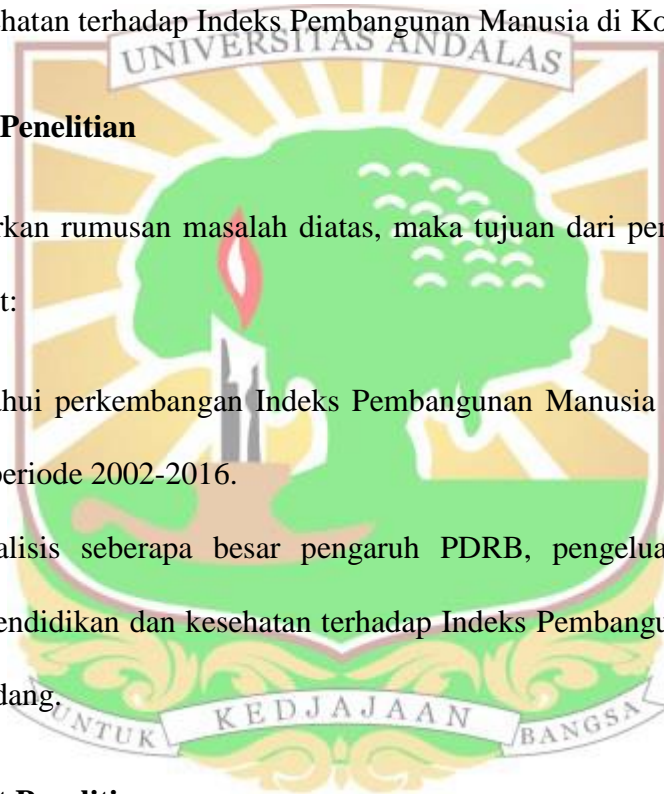 hatan terhadap Indeks Pembangunan Manusia di Ko
UNIVERSITAS ANDALAS
Penelitian
rkan rumusan masalah diatas, maka tujuan dari per
t:
ahui perkembangan Indeks Pembangunan Manusia
periode 2002-2016.
alisis seberapa besar pengaruh PDRB, pengelua
endidikan dan kesehatan terhadap Indeks Pembangu
dang.
UNTUK KEDJAJAAN BANGSA